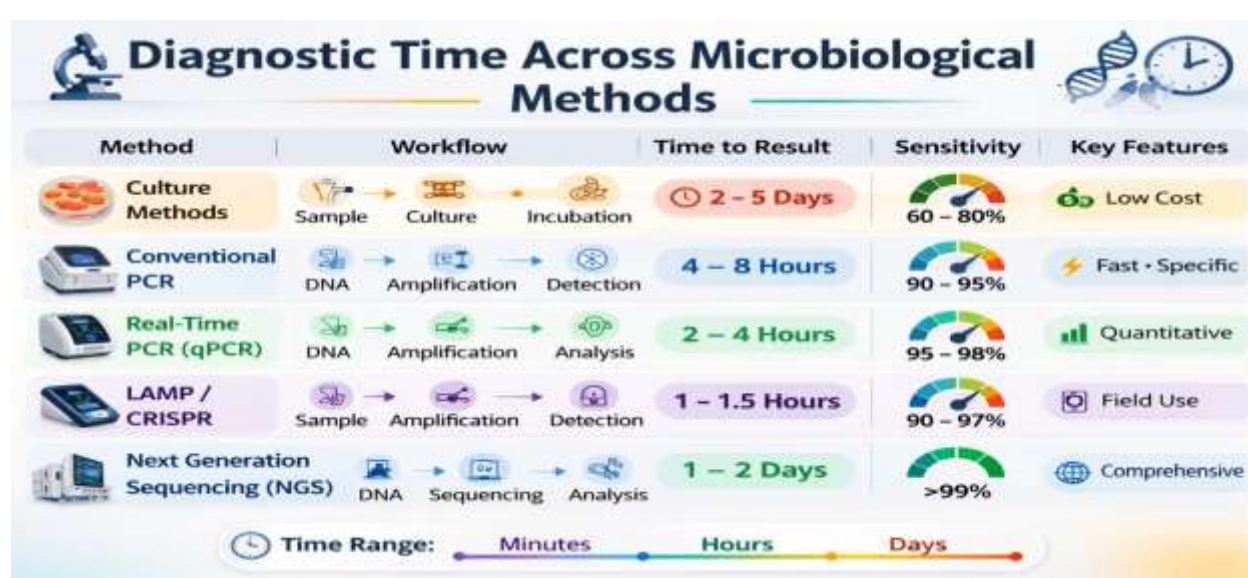 Diagnostic Time Across Microbiological
Methods
Method Workflow Time to Result Sensitivity Key Features
Culture
Methods
Sample Culture Incubation
2 – 5 Days
60 – 80%
Low Cost
Conventional
PCR
DNA Amplification Detection
4 – 8 Hours
90 – 95%
Fast • Specific
Real-Time
PCR (qPCR)
DNA Amplification Analysis
2 – 4 Hours
95 – 98%
Quantitative
LAMP /
CRISPR
Sample Amplification Detection
1 – 1.5 Hours
90 – 97%
Field Use
Next Generation
Sequencing (NGS)
DNA Sequencing Analysis
1 – 2 Days
>99%
Comprehensive
Time Range: Minutes Hours Days